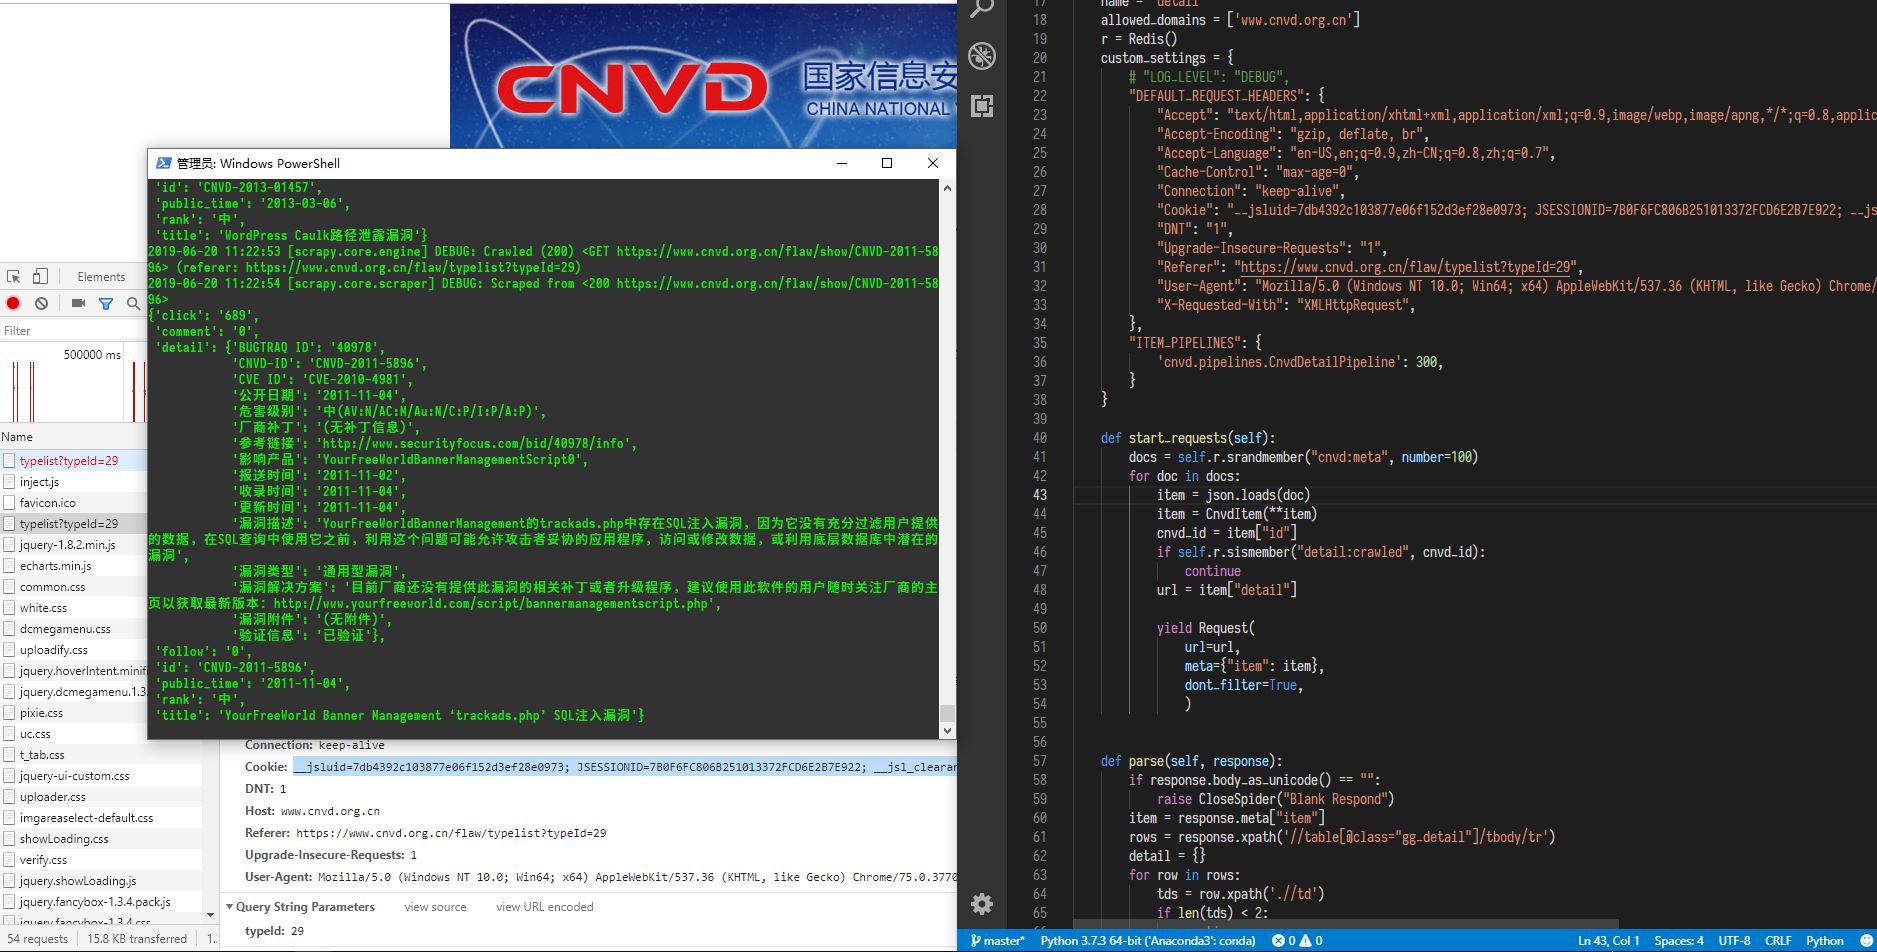 CNVD 国家信息安
CHINA NATIONAL
管理员: Windows PowerShell
'id': 'CNVD-2013-01457',
'public_time': '2013-03-06',
'rank': '中',
'title': 'WordPress Caulk路径泄露漏洞'}
2019-06-20 11:22:53 [scrapy.core.engine] DEBUG: Crawled (200) <GET https://www.cnvd.org.cn/flaw/show/CNVD-2011-58
96> (referer: https://www.cnvd.org.cn/flaw/typelist?typeId=29)
2019-06-20 11:22:54 [scrapy.core.scraper] DEBUG: Scraped from <200 https://www.cnvd.org.cn/flaw/show/CNVD-2011-58
96>
{'click': '689',
'comment': '0',
'detail': {'BUGTRAQ ID': '40978',
'CNVD-ID': 'CNVD-2011-5896',
'CVE ID': 'CVE-2010-4981',
'公开日期': '2011-11-04',
'危害级别': '中(AV:N/AC:M/Au:N/C:P/I:P/A:P)',
'厂商补丁': '(无补丁信息)',
'参考链接': 'http://www.securityfocus.com/bid/40978/info',
'影响产品': 'YourFreeWorldBannerManagementScript0',
'报送时间': '2011-11-02',
'收录时间': '2011-11-04',
'更新时间': '2011-11-04',
'漏洞描述': 'YourFreeWorldBannerManagement的trackads.php中存在SQL注入漏洞，因为它没有充分过滤用户提供
的数据，在SQL查询中使用它之前，利用这个问题可能允许攻击者妥协的应用程序，访问或修改数据，或利用底层数据库中潜在的
漏洞',
'漏洞类型': '通用型漏洞',
'漏洞解决方案': '目前厂商还没有提供此漏洞的相关补丁或者升级程序，建议使用此软件的用户随时关注厂商的主
页以获取最新版本：http://www.yourfreeworld.com/script/bannermanagementscript.php',
'漏洞附件': '(无附件)',
'验证信息': '已验证'},
'follow': '0',
'id': 'CNVD-2011-5896',
'public_time': '2011-11-04',
'rank': '中',
'title': 'YourFreeWorld Banner Management ‘trackads.php’ SQL注入漏洞'}
Elements
Filter
500000 ms
Name
typelist?typeId=29
inject.js
favicon.ico
typelist?typeId=29
jquery-1.8.2.min.js
echarts.min.js
common.css
white.css
dcmegamenu.css
uploadify.css
jquery.hoverIntent.minifi
jquery.dcmegamenu.1.3.
pixie.css
uc.css
t_tab.css
jquery-ui-custom.css
uploader.css
imgareaselect-default.css
showLoading.css
verify.css
jquery.showLoading.js
jquery.fancybox-1.3.4.pack.js
jquery.fancybox-1.3.4.css
54 requests 15.8 KB transferred 1.
Connection: keep-alive
Cookie: __jsluid=7db4392c103877e06f152d3ef28e0973; JSESSIONID=7B0F6FC806B251013372FCD6E2B7E922; __jsl_clearan
DNT: 1
Host: www.cnvd.org.cn
Referer: https://www.cnvd.org.cn/flaw/typelist?typeId=29
Upgrade-Insecure-Requests: 1
User-Agent: Mozilla/5.0 (Windows NT 10.0; Win64; x64) AppleWebKit/537.36 (KHTML, like Gecko) Chrome/75.0.3770
Query String Parameters view source view URL encoded
typeId: 29
17 name = "detail"
18 allowed_domains = ['www.cnvd.org.cn']
19 r = Redis()
20 custom_settings = {
21 # "LOG_LEVEL": "DEBUG",
22 "DEFAULT_REQUEST_HEADERS": {
23 "Accept": "text/html,application/xhtml+xml,application/xml;q=0.9,image/webp,image/apng,*/*;q=0.8,applic
24 "Accept-Encoding": "gzip, deflate, br",
25 "Accept-Language": "en-US,en;q=0.9,zh-CN;q=0.8,zh;q=0.7",
26 "Cache-Control": "max-age=0",
27 "Connection": "keep-alive",
28 "Cookie": "__jsluid=7db4392c103877e06f152d3ef28e0973; JSESSIONID=7B0F6FC806B251013372FCD6E2B7E922; __js
29 "DNT": "1",
30 "Upgrade-Insecure-Requests": "1",
31 "Referer": "https://www.cnvd.org.cn/flaw/typelist?typeId=29",
32 "User-Agent": "Mozilla/5.0 (Windows NT 10.0; Win64; x64) AppleWebKit/537.36 (KHTML, like Gecko) Chrome/
33 "X-Requested-With": "XMLHttpRequest",
34 },
35 "ITEM_PIPELINES": {
36 'cnvd.pipelines.CnvdDetailPipeline': 300,
37 }
38 }
39
40 def start_requests(self):
41 docs = self.r.srandmember("cnvd:meta", number=100)
42 for doc in docs:
43 item = json.loads(doc)
44 item = CnvdItem(**item)
45 cnvd_id = item["id"]
46 if self.r.sismember("detail:crawled", cnvd_id):
47 continue
48 url = item["detail"]
49
50 yield Request(
51 url=url,
52 meta={"item": item},
53 dont_filter=True,
54 )
55
56
57 def parse(self, response):
58 if response.body_as_unicode() == "":
59 raise CloseSpider("Blank Respond")
60 item = response.meta["item"]
61 rows = response.xpath('//table[@class="gg_detail"]/tbody/tr')
62 detail = {}
63 for row in rows:
64 tds = row.xpath('.//td')
65 if len(tds) < 2:
master* Python 3.7.3 64-bit ('Anaconda3': conda) 0 0 Ln 43, Col 1 Spaces: 4 UTF-8 CRLF Python